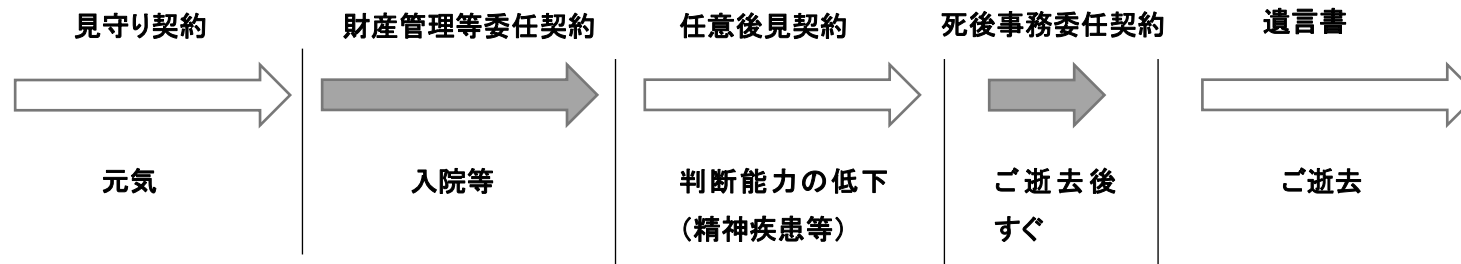 見守り契約
財産管理等委任契約
任意後見契約
死後事務委任契約
遺言書
元気
入院等
判断能力の低下
（精神疾患等）
ご逝去後
すぐ
ご逝去